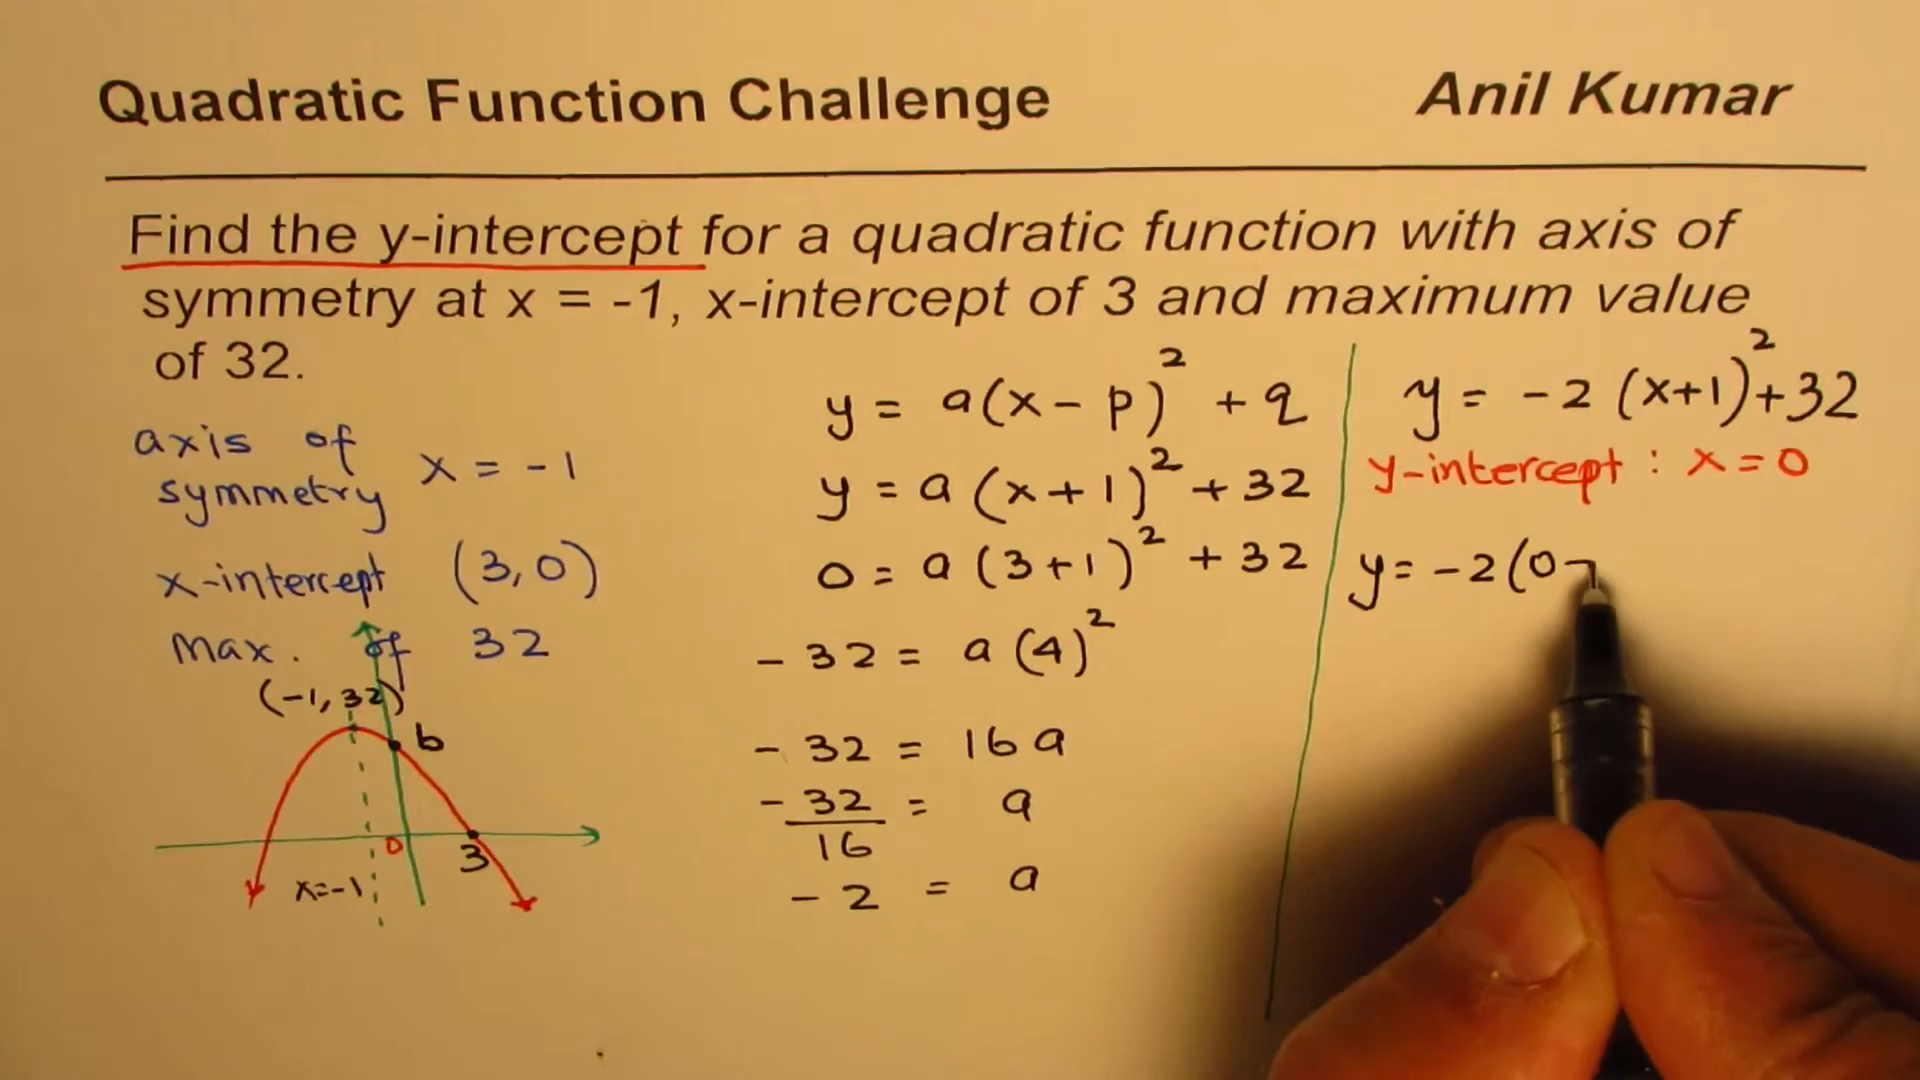 Quadratic Function Challenge
Anil Kumar
Find the y-intercept for a quadratic function with axis of
symmetry at x = -1, x-intercept of 3 and maximum value
of 32.
axis of
symmetry x = -1
x-intercept (3,0)
Max. of 32
(-1, 32)
b
0
3
x=-1
y = a(x - p)² + q
y = a (x + 1)² + 32
0 = a (3+1)² + 32
- 32 = a (4)²
- 32 = 16 a
- 32 = a
16
- 2 = a
y = -2 (x+1)² + 32
y-intercept : x = 0
y = -2(0